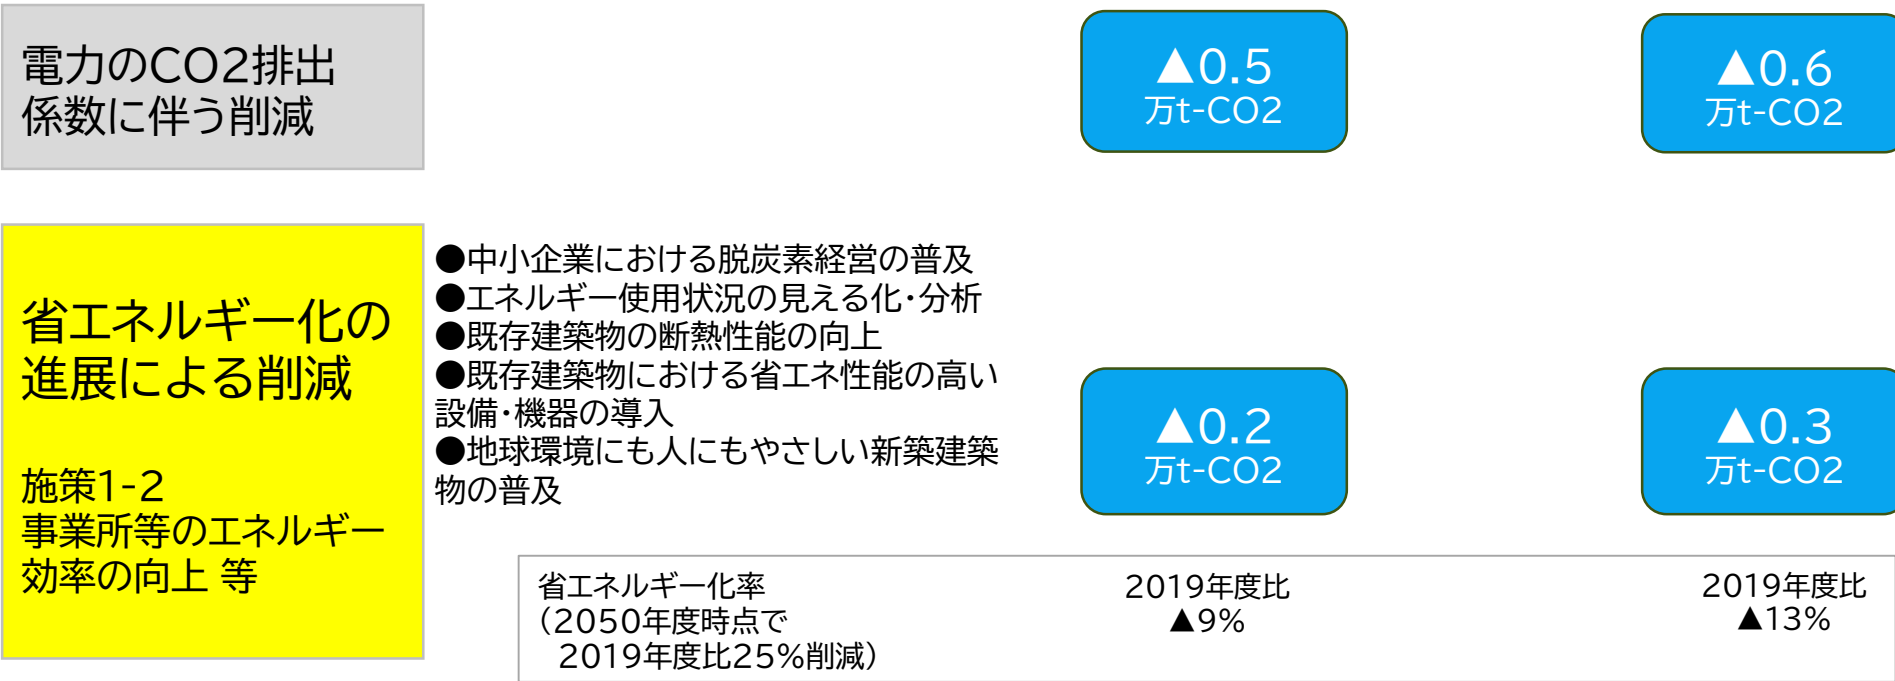 電力のCO2排出
係数に伴う削減
▲0.5
万t-CO2
▲0.6
万t-CO2
省エネルギー化の
進展による削減
施策1-2
事業所等のエネルギー
効率の向上 等
●中小企業における脱炭素経営の普及
●エネルギー使用状況の見える化・分析
●既存建築物の断熱性能の向上
●既存建築物における省エネ性能の高い
設備・機器の導入
●地球環境にも人にもやさしい新築建築
物の普及
▲0.2
万t-CO2
▲0.3
万t-CO2
省エネルギー化率
（2050年度時点で
2019年度比25%削減）
2019年度比
▲9%
2019年度比
▲13%